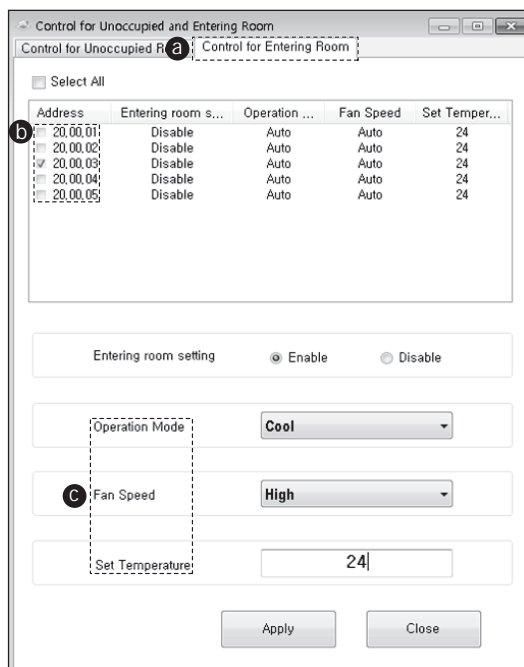 Control for Unoccupied and Entering Room
Control for Unoccupied R a Control for Entering Room
Select All
Address Entering room s... Operation ... Fan Speed Set Temper...
b 20,00,01 Disable Auto Auto 24
20,00,02 Disable Auto Auto 24
20,00,03 Disable Auto Auto 24
20,00,04 Disable Auto Auto 24
20,00,05 Disable Auto Auto 24
Entering room setting Enable Disable
Operation Mode Cool
C Fan Speed High
Set Temperature 24
Apply Close